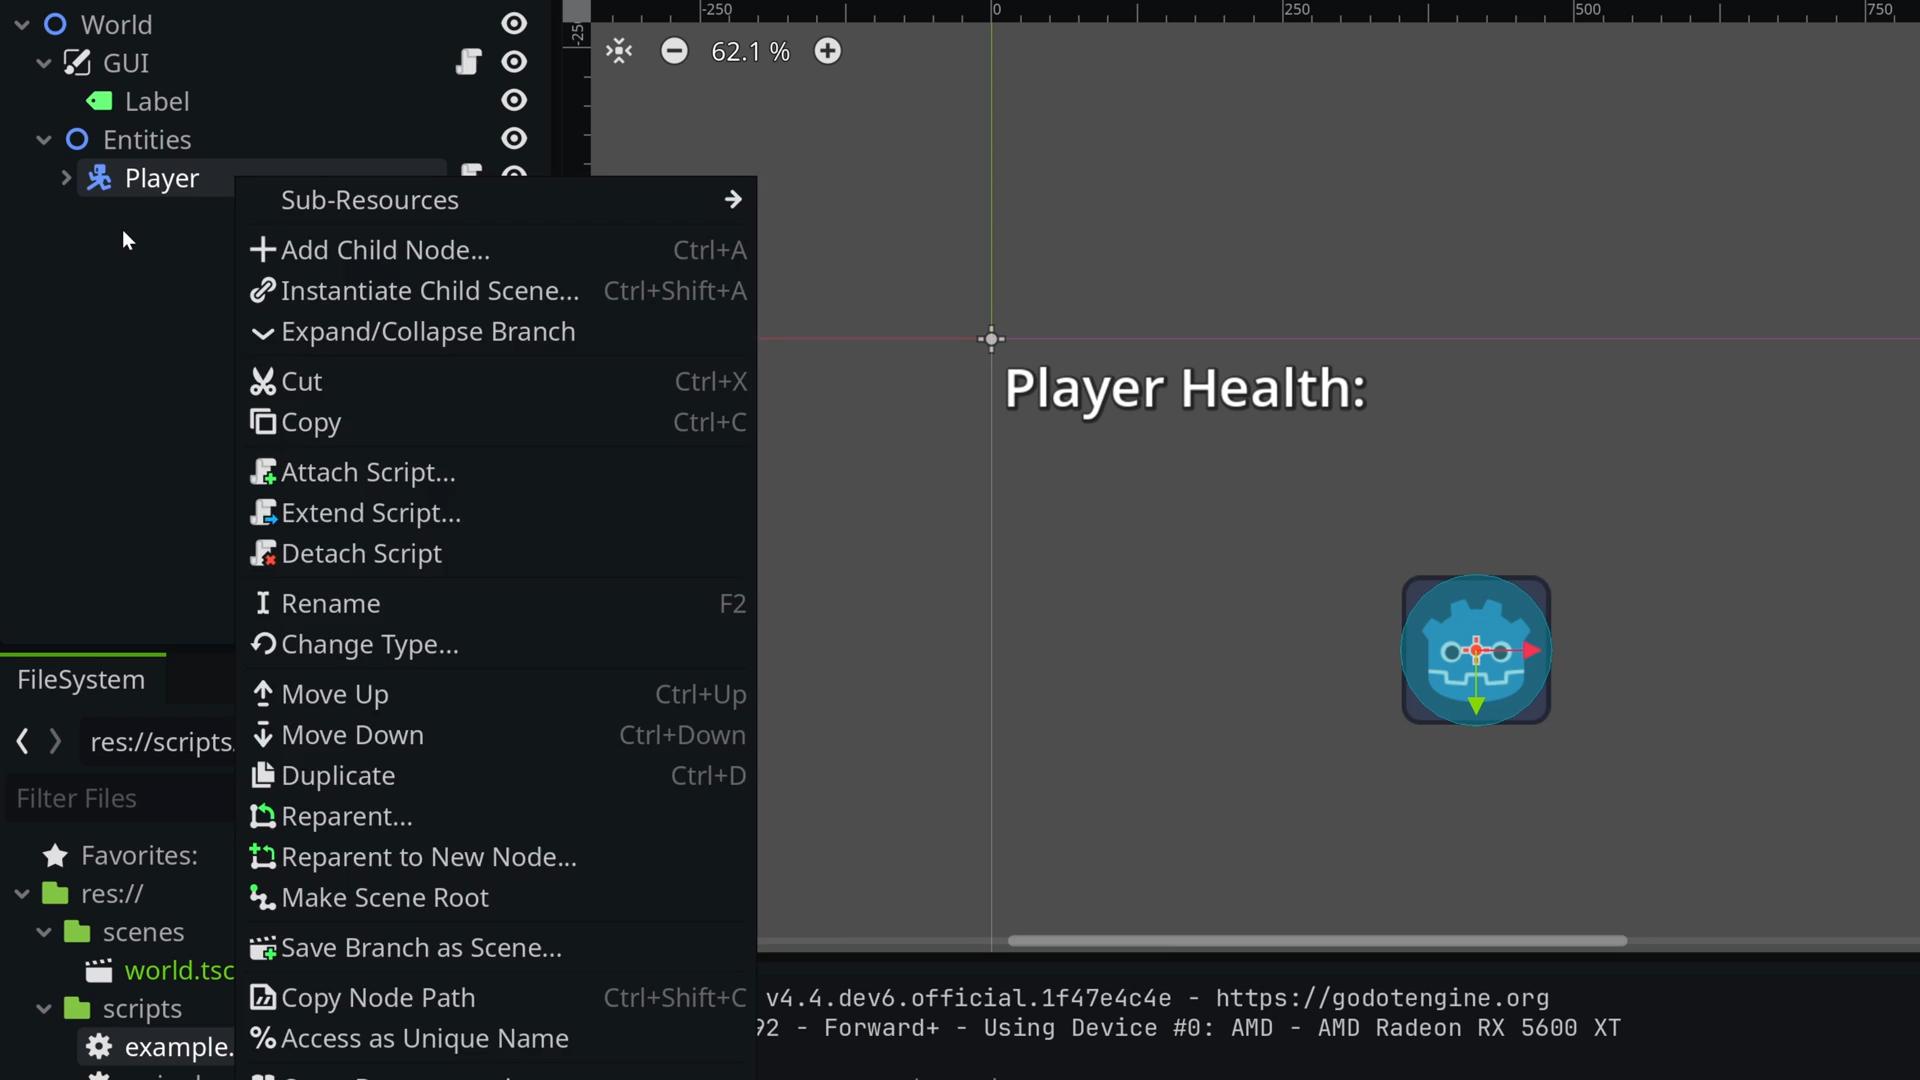 World
GUI
Label
Entities
Player
Sub-Resources
Add Child Node... Ctrl+A
Instantiate Child Scene... Ctrl+Shift+A
Expand/Collapse Branch
Cut Ctrl+X
Copy Ctrl+C
Attach Script...
Extend Script...
Detach Script
Rename F2
Change Type...
Move Up Ctrl+Up
Move Down Ctrl+Down
Duplicate Ctrl+D
Reparent...
Reparent to New Node...
Make Scene Root
Save Branch as Scene...
Copy Node Path Ctrl+Shift+C
Access as Unique Name
FileSystem
res://scripts
Filter Files
Favorites:
res://
scenes
world.tsc
scripts
example.
-250 0 250 500 750
62.1 %
Player Health:
v4.4.dev6.official.1f47e4c4e - https://godotengine.org
92 - Forward+ - Using Device #0: AMD - AMD Radeon RX 5600 XT